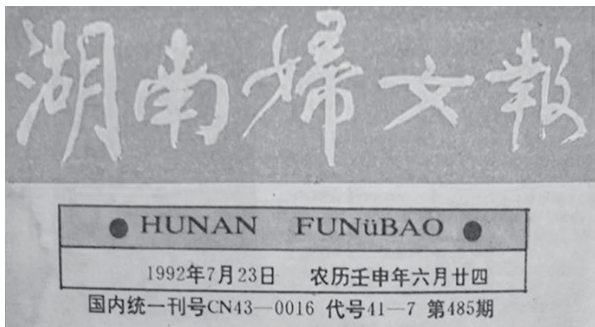 湖南婦女報
● HUNAN FUNüBAO ●
1992年7月23日 农历壬申年六月廿四
国内统一刊号CN43—0016 代号41—7 第485期